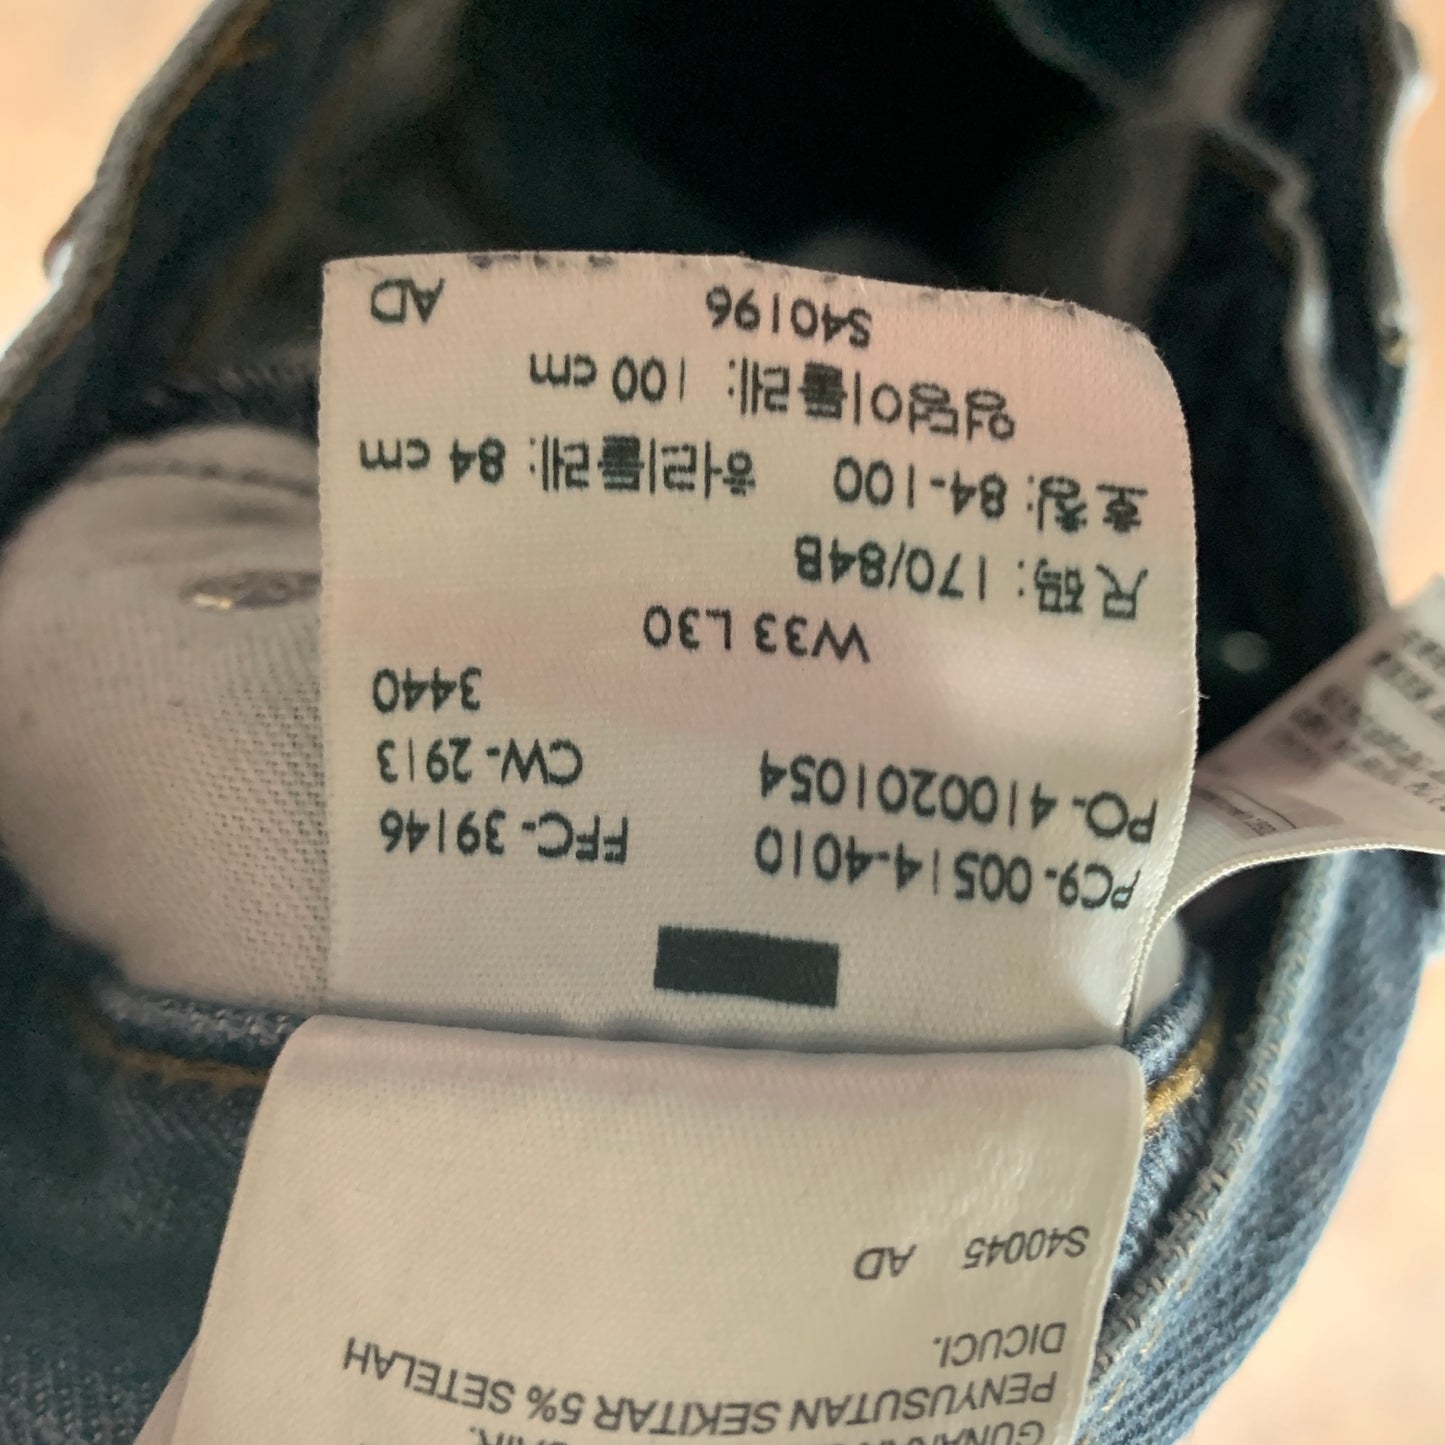 PENYUSUTAN SEKITAR 5% SETELAH
DICUCI.
S40045 AD
PC9-00514-4010 FFC-39146
PO-4100201054 CW-2913
3440
W33 L30
尺码: 170/84B
호칭: 84-100 허리둘레: 84 cm
엉덩이둘레: 100 cm
S40196 AD